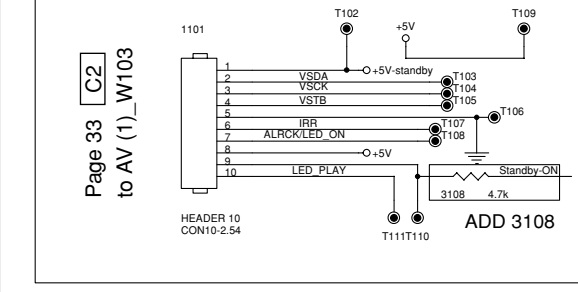 1101
T102
+5V
T109
Page 33 C2
to AV (1)_W103
1
+5V-standby
2
VSDA
T103
3
VSCK
T104
4
VSTB
T105
5
T106
6
IRR
T107
7
ALRCK/LED_ON
T108
8
+5V
9
Standby-ON
10
LED_PLAY
3108 4.7k
HEADER 10
CON10-2.54
ADD 3108
T111T110